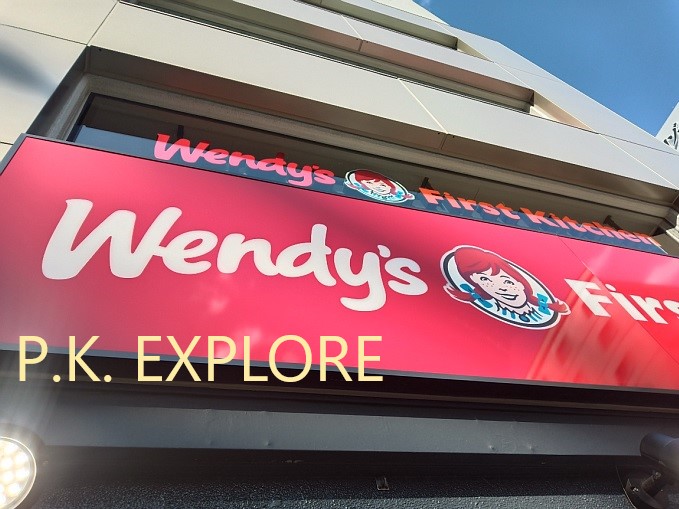 Wendy's First Kitchen
Wendy's Firs
P.K. EXPLORE